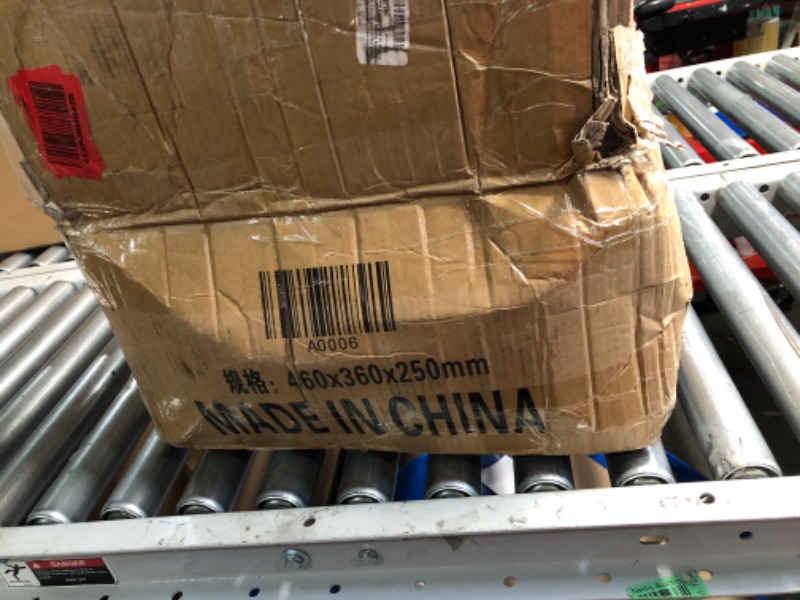 A0006
规格：460x360x250mm
MADE IN CHINA
DANGER